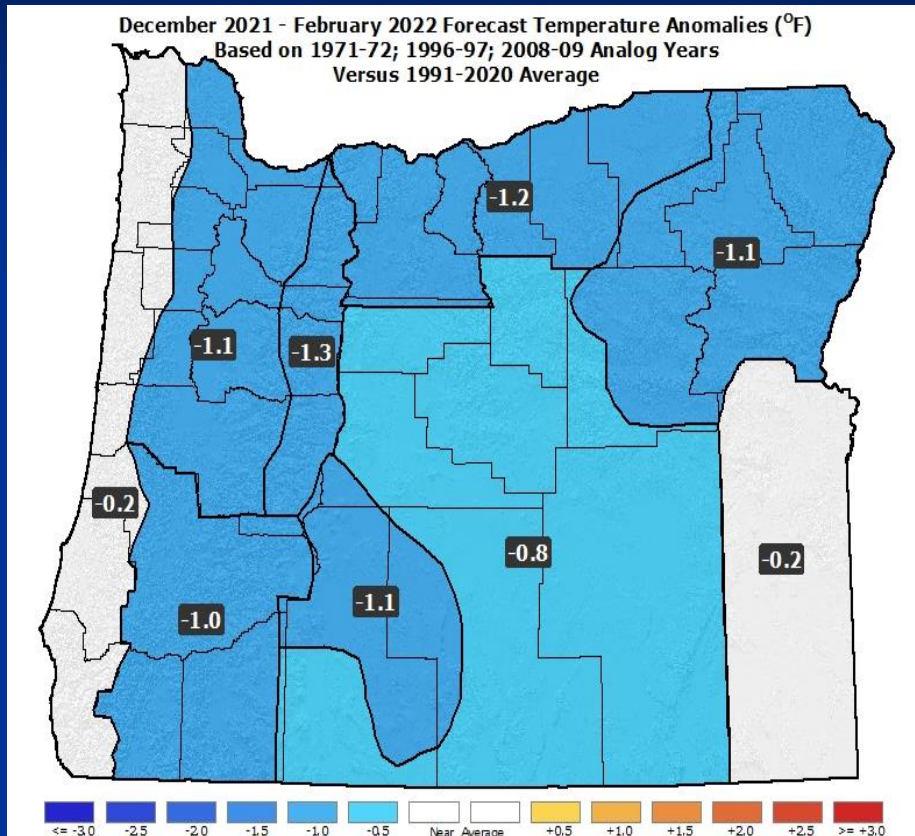 December 2021 - February 2022 Forecast Temperature Anomalies (ºF)
Based on 1971-72; 1996-97; 2008-09 Analog Years
Versus 1991-2020 Average
-1.2
-1.1
-1.1
-1.3
-0.2
-0.8
-0.2
-1.1
-1.0
<= -3.0 -2.5 -2.0 -1.5 -1.0 -0.5 Near Average +0.5 +1.0 +1.5 +2.0 +2.5 >= +3.0